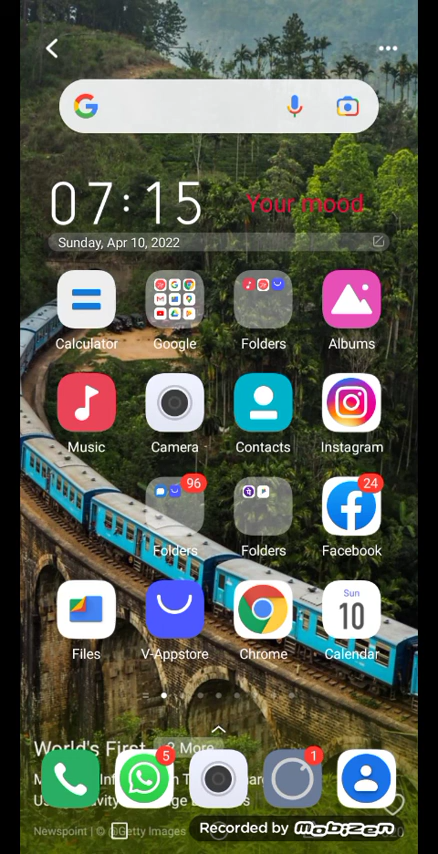 07:15
Your mood
Sunday, Apr 10, 2022
Calculator
Google
Folders
Albums
Music
Camera
Contacts
Instagram
96
24
Folders
Folders
Facebook
Sun
10
Files
V-Appstore
Chrome
Calendar
World's First
2 More
5
1
Newspoint | © Getty Images
Recorded by Mobizen